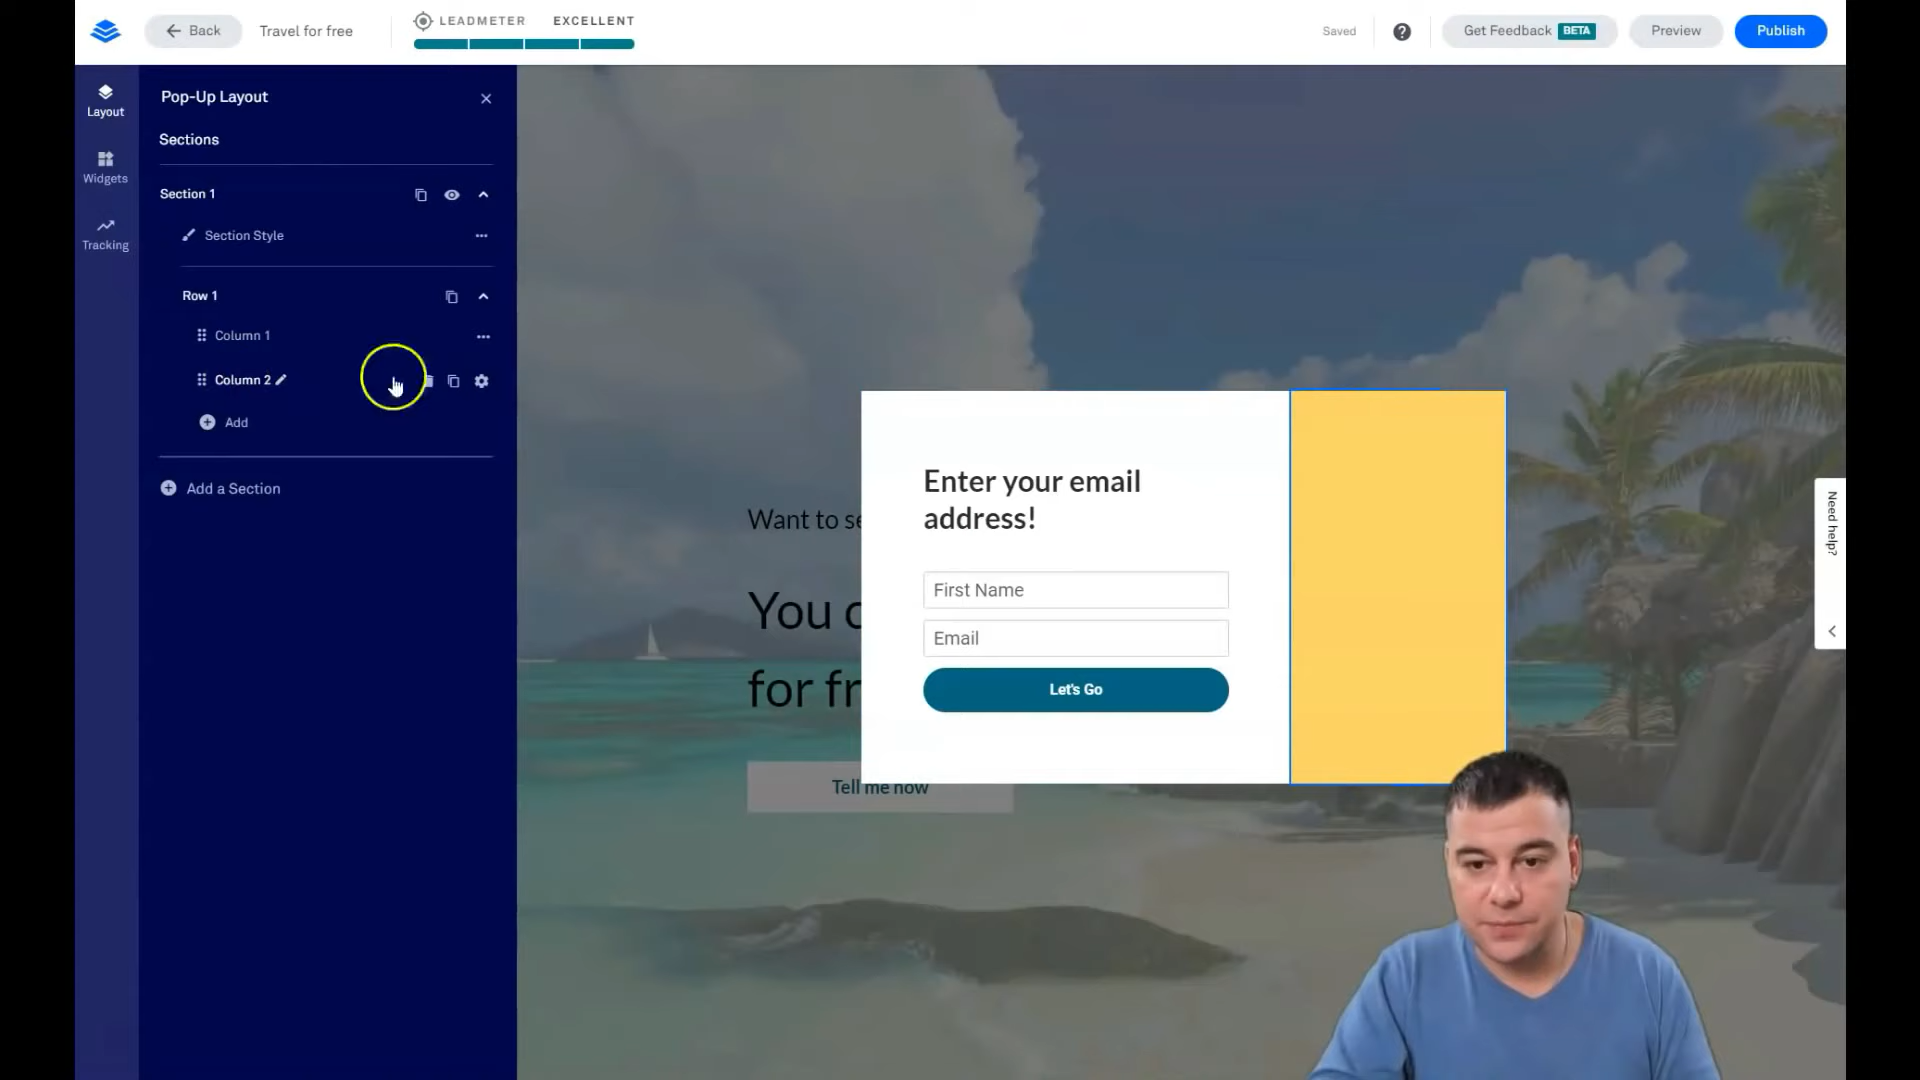 Back
Travel for free
LEADMETER EXCELLENT
Saved
Get Feedback BETA
Preview
Publish
Layout
Widgets
Tracking
Pop-Up Layout
Sections
Section 1
Section Style
Row 1
Column 1
Column 2
Add
Add a Section
Want to se
You c
for fr
Tell me now
Enter your email
address!
First Name
Email
Let's Go
Need help?